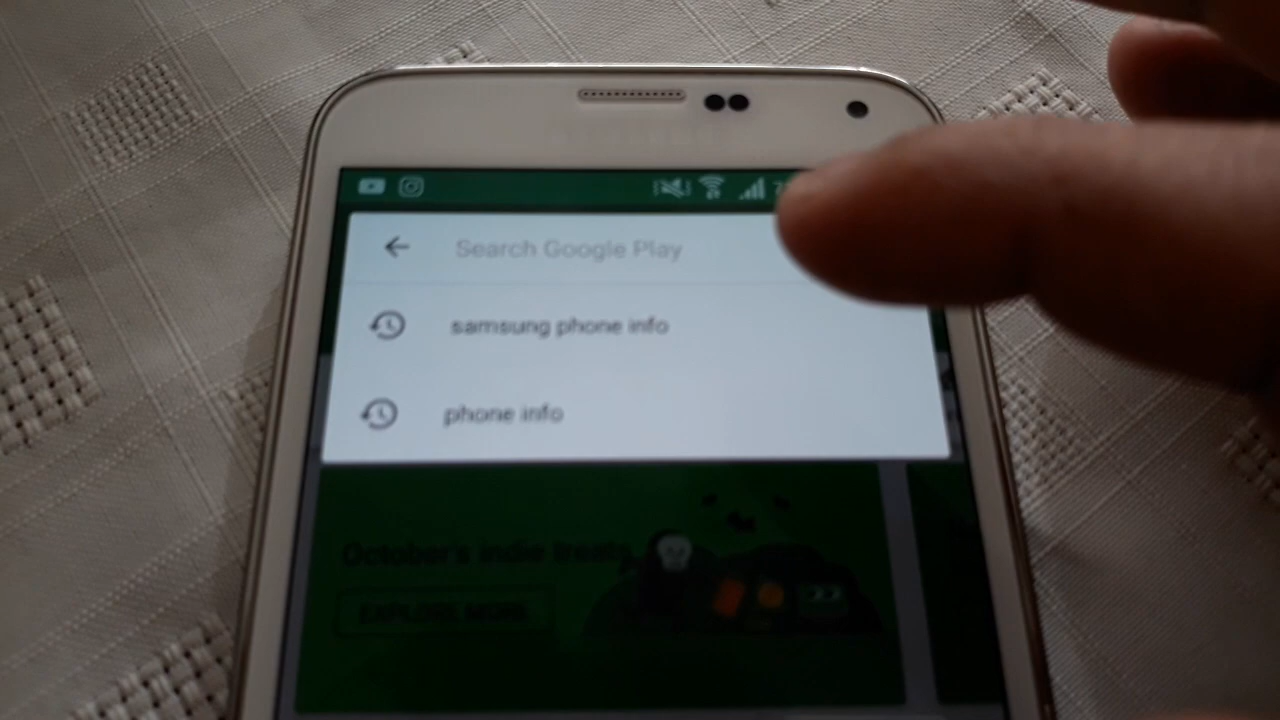 Search Google Play
samsung phone info
phone info
October's indie treats
EXPLORE MORE